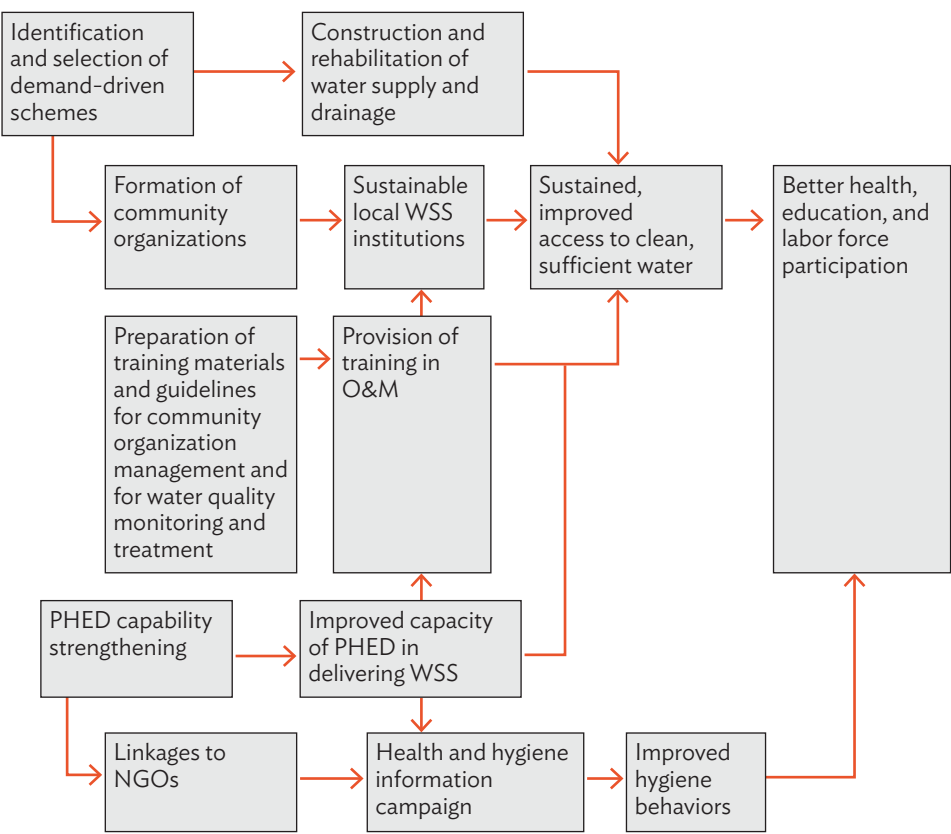 Identification
and selection of
demand-driven
schemes
Construction and
rehabilitation of
water supply and
drainage
Formation of
community
organizations
Sustainable
local WSS
institutions
Sustained,
improved
access to clean,
sufficient water
Better health,
education, and
labor force
participation
Preparation of
training materials
and guidelines
for community
organization
management and
for water quality
monitoring and
treatment
Provision of
training in
O&M
PHED capability
strengthening
Improved capacity
of PHED in
delivering WSS
Linkages to
NGOs
Health and hygiene
information
campaign
Improved
hygiene
behaviors